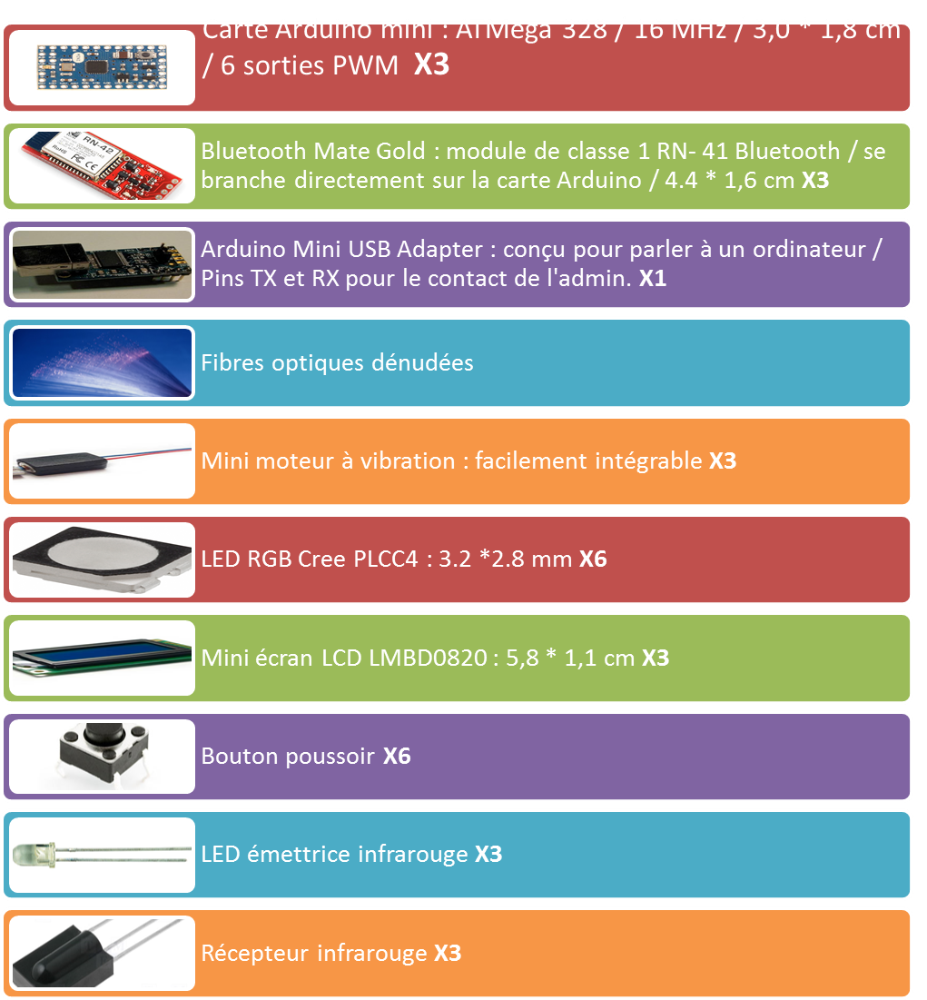 Carte Arduino mini : ATMega 328 / 16 MHz / 3,0 * 1,8 cm
/ 6 sorties PWM X3
RN-42
RoHS
FC CE
Bluetooth Mate Gold : module de classe 1 RN- 41 Bluetooth / se
branche directement sur la carte Arduino / 4.4 * 1,6 cm X3
Arduino Mini USB Adapter : conçu pour parler à un ordinateur /
Pins TX et RX pour le contact de l'admin. X1
Fibres optiques dénudées
Mini moteur à vibration : facilement intégrable X3
LED RGB Cree PLCC4 : 3.2 *2.8 mm X6
Mini écran LCD LMBD0820 : 5,8 * 1,1 cm X3
Bouton poussoir X6
LED émettrice infrarouge X3
Récepteur infrarouge X3